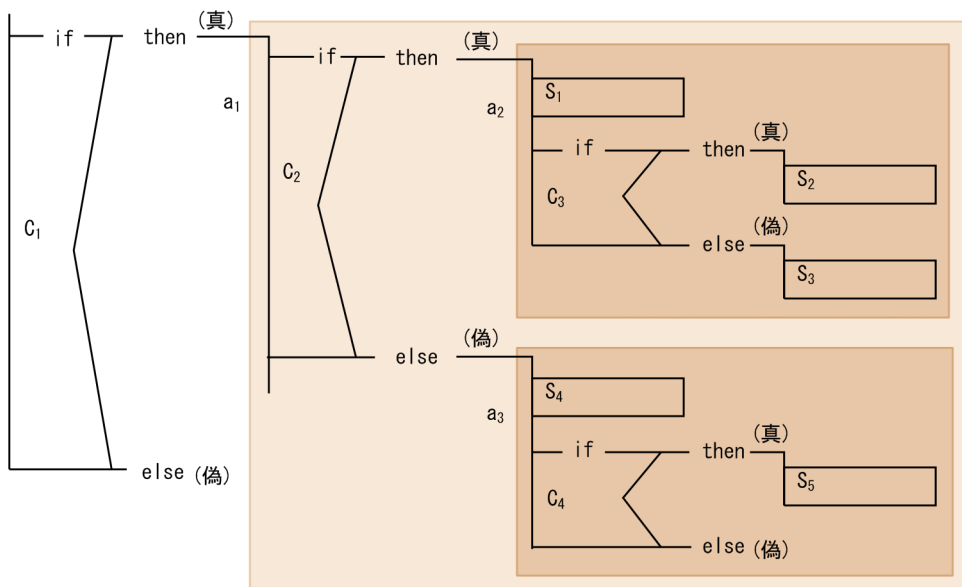 if then (真)
a₁
C₁
if then (真)
C₂
a₂
S₁
if then (真)
C₃
S₂
else (偽)
S₃
else (偽)
a₃
S₄
if then (真)
C₄
S₅
else (偽)
else (偽)